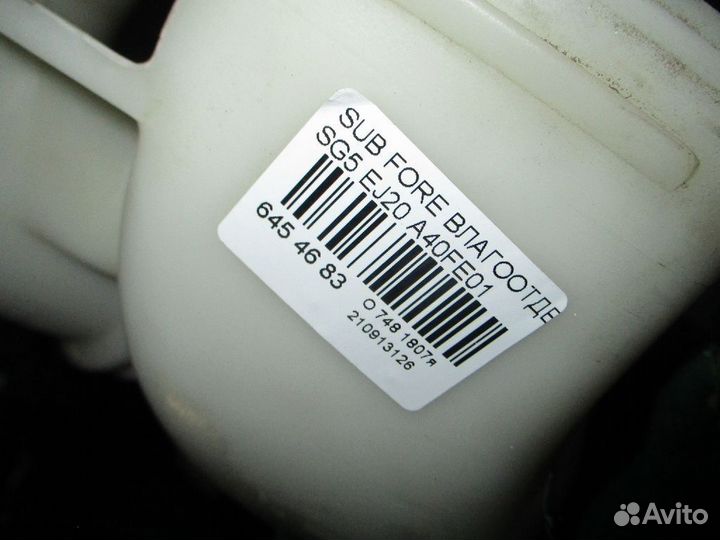 SUB FORE ВЛАГООТДЕ
SG5 EJ20 A40FE01
645 46 83
О 748 1807я
210913126
Avito